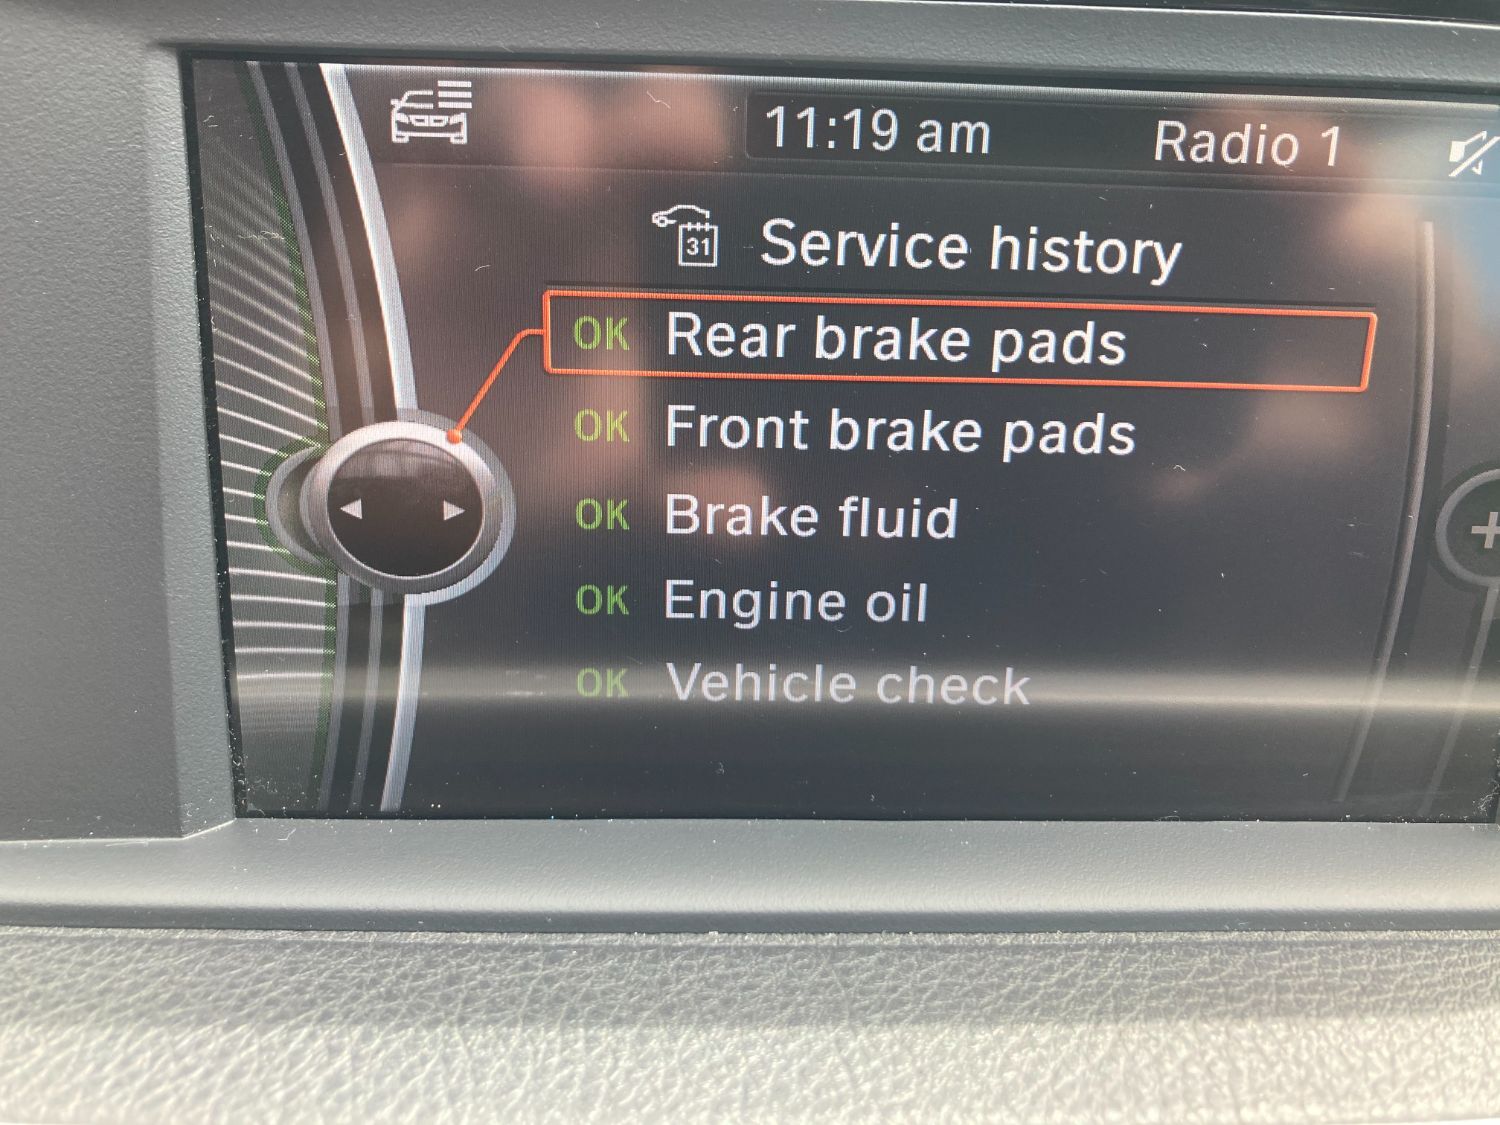 11:19 am Radio 1
31 Service history
OK Rear brake pads
OK Front brake pads
OK Brake fluid
OK Engine oil
OK Vehicle check